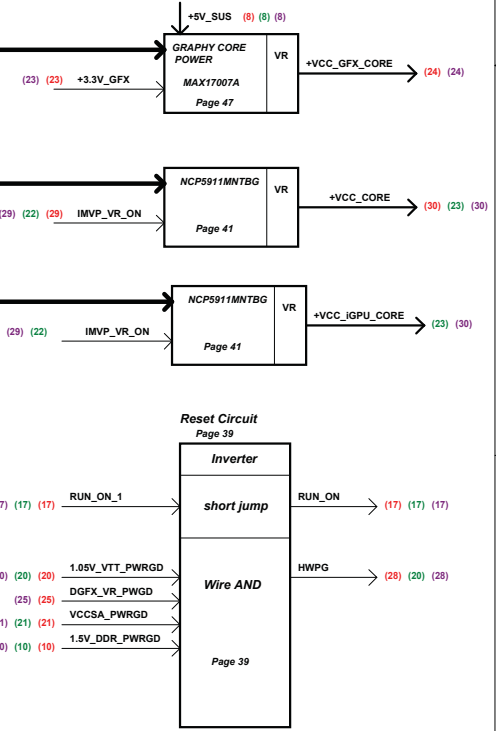 +5V_SUS (8) (8) (8)
GRAPHY CORE
POWER
VR
MAX17007A
Page 47
+VCC_GFX_CORE (24) (24)
(23) (23) +3.3V_GFX
NCP5911MNTBG
VR
Page 41
+VCC_CORE (30) (23) (30)
(29) (22) (29) IMVP_VR_ON
NCP5911MNTBG
VR
Page 41
+VCC_iGPU_CORE (23) (30)
(29) (22) IMVP_VR_ON
Reset Circuit
Page 39
Inverter
7) (17) (17) RUN_ON_1
short jump
RUN_ON (17) (17) (17)
0) (20) (20) 1.05V_VTT_PWRGD
Wire AND
HWPG (28) (20) (28)
(25) (25) DGFX_VR_PWGD
1) (21) (21) VCCSA_PWRGD
0) (10) (10) 1.5V_DDR_PWRGD
Page 39